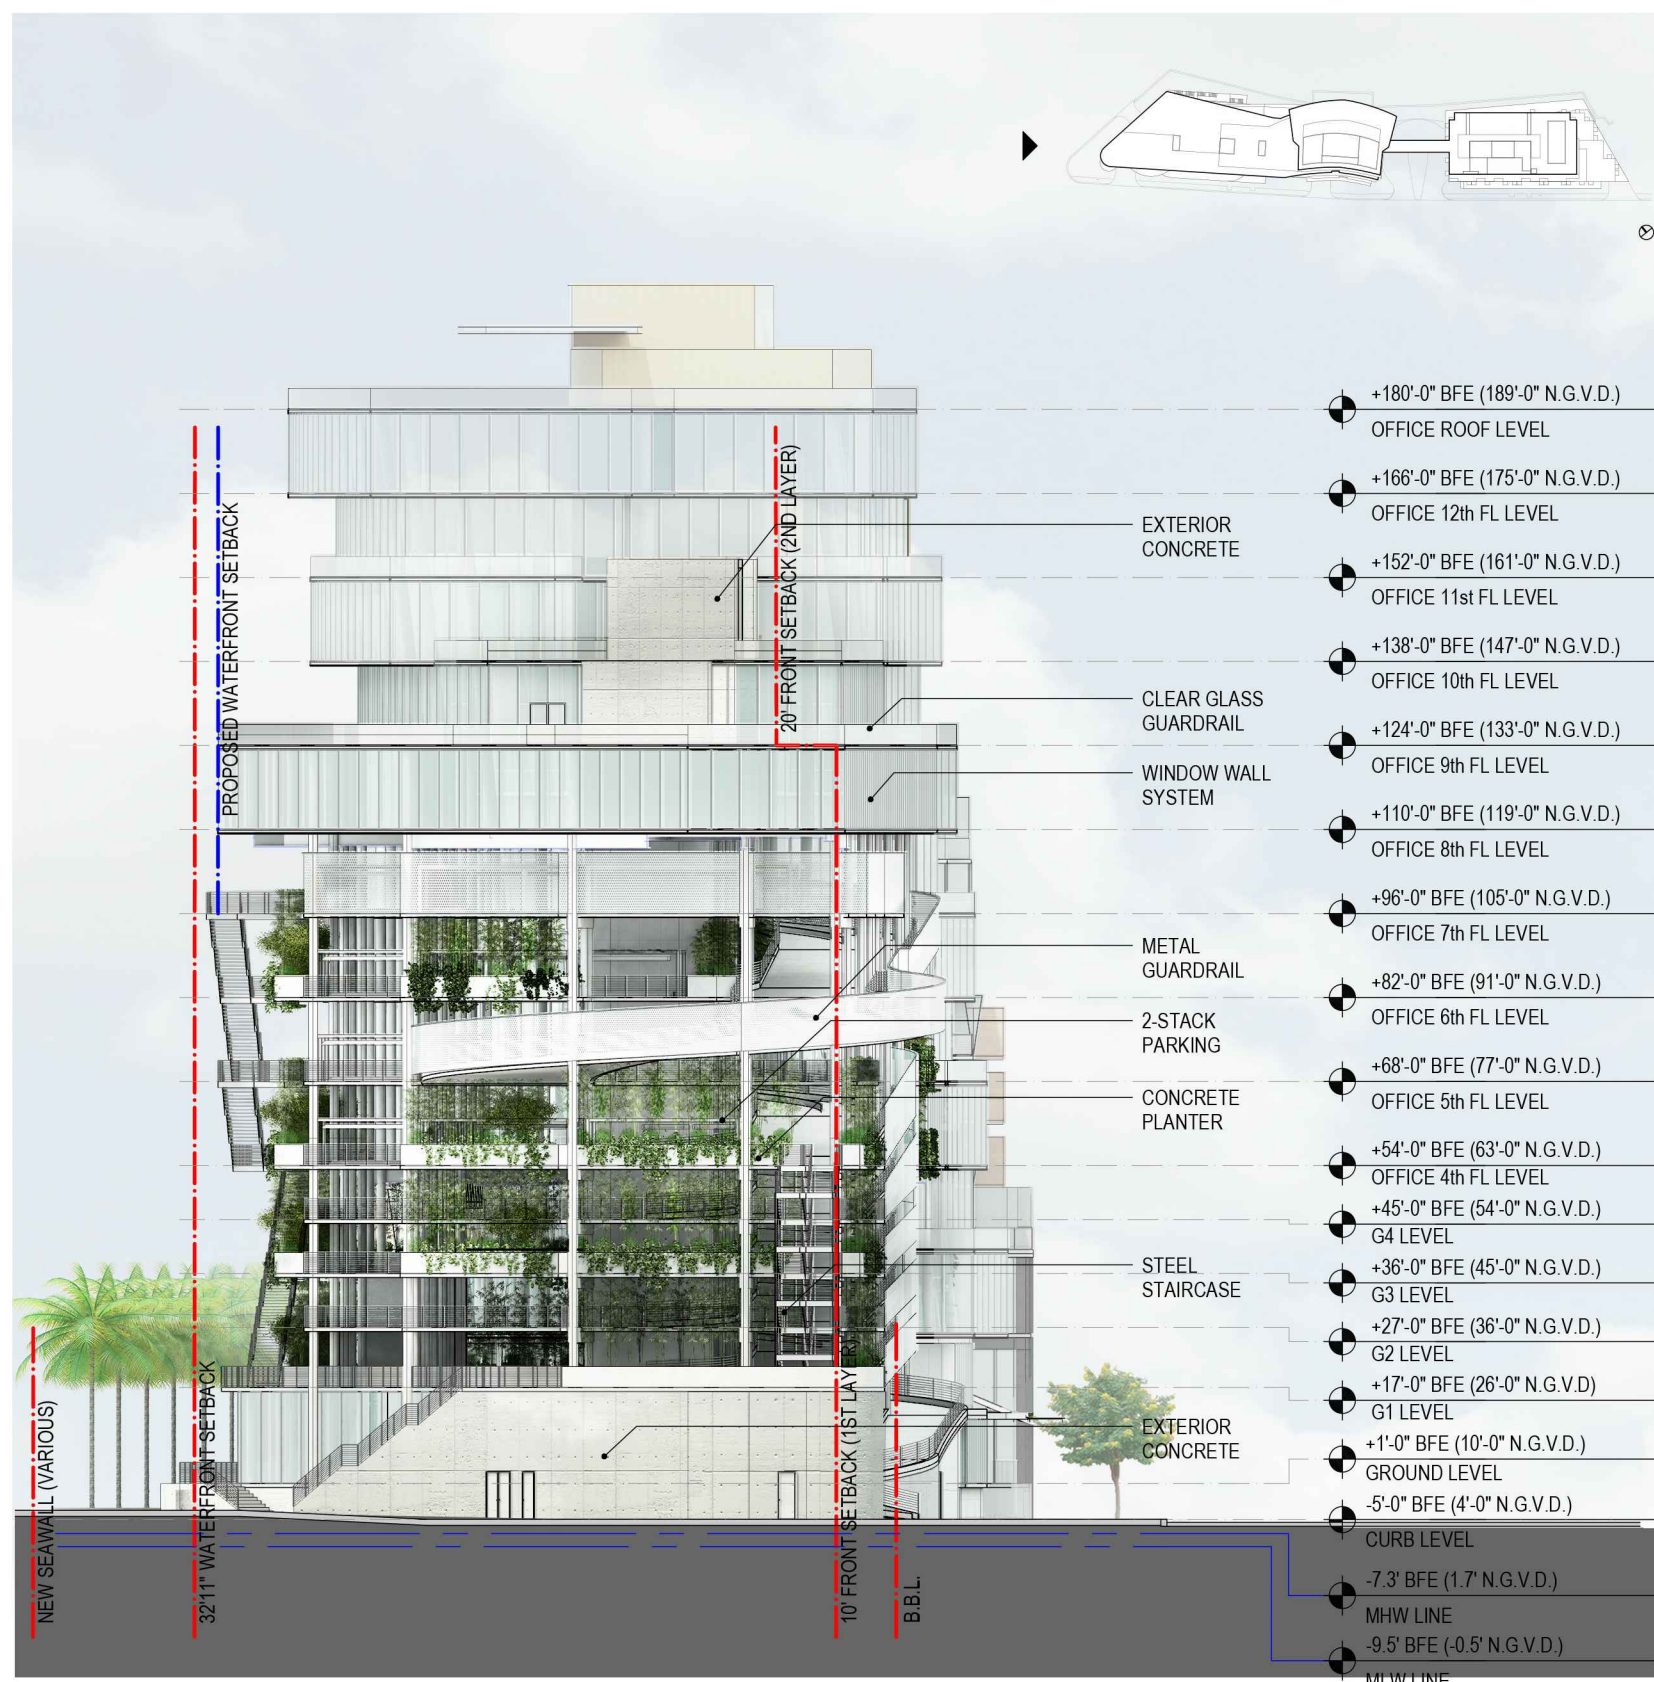 +180'-0" BFE (189'-0" N.G.V.D.)
OFFICE ROOF LEVEL
+166'-0" BFE (175'-0" N.G.V.D.)
OFFICE 12th FL LEVEL
+152'-0" BFE (161'-0" N.G.V.D.)
OFFICE 11st FL LEVEL
+138'-0" BFE (147'-0" N.G.V.D.)
OFFICE 10th FL LEVEL
+124'-0" BFE (133'-0" N.G.V.D.)
OFFICE 9th FL LEVEL
+110'-0" BFE (119'-0" N.G.V.D.)
OFFICE 8th FL LEVEL
+96'-0" BFE (105'-0" N.G.V.D.)
OFFICE 7th FL LEVEL
+82'-0" BFE (91'-0" N.G.V.D.)
OFFICE 6th FL LEVEL
+68'-0" BFE (77'-0" N.G.V.D.)
OFFICE 5th FL LEVEL
+54'-0" BFE (63'-0" N.G.V.D.)
OFFICE 4th FL LEVEL
+45'-0" BFE (54'-0" N.G.V.D.)
G4 LEVEL
+36'-0" BFE (45'-0" N.G.V.D.)
G3 LEVEL
+27'-0" BFE (36'-0" N.G.V.D.)
G2 LEVEL
+17'-0" BFE (26'-0" N.G.V.D)
G1 LEVEL
+1'-0" BFE (10'-0" N.G.V.D.)
GROUND LEVEL
-5'-0" BFE (4'-0" N.G.V.D.)
CURB LEVEL
-7.3' BFE (1.7' N.G.V.D.)
MHW LINE
-9.5' BFE (-0.5' N.G.V.D.)
MLW LINE
EXTERIOR
CONCRETE
CLEAR GLASS
GUARDRAIL
WINDOW WALL
SYSTEM
METAL
GUARDRAIL
2-STACK
PARKING
CONCRETE
PLANTER
STEEL
STAIRCASE
EXTERIOR
CONCRETE
PROPOSED WATERFRONT SETBACK
20' FRONT SETBACK (2ND LAYER)
NEW SEAWALL (VARIOUS)
32'11" WATERFRONT SETBACK
10' FRONT SETBACK (1ST LAYER)
B.B.L.